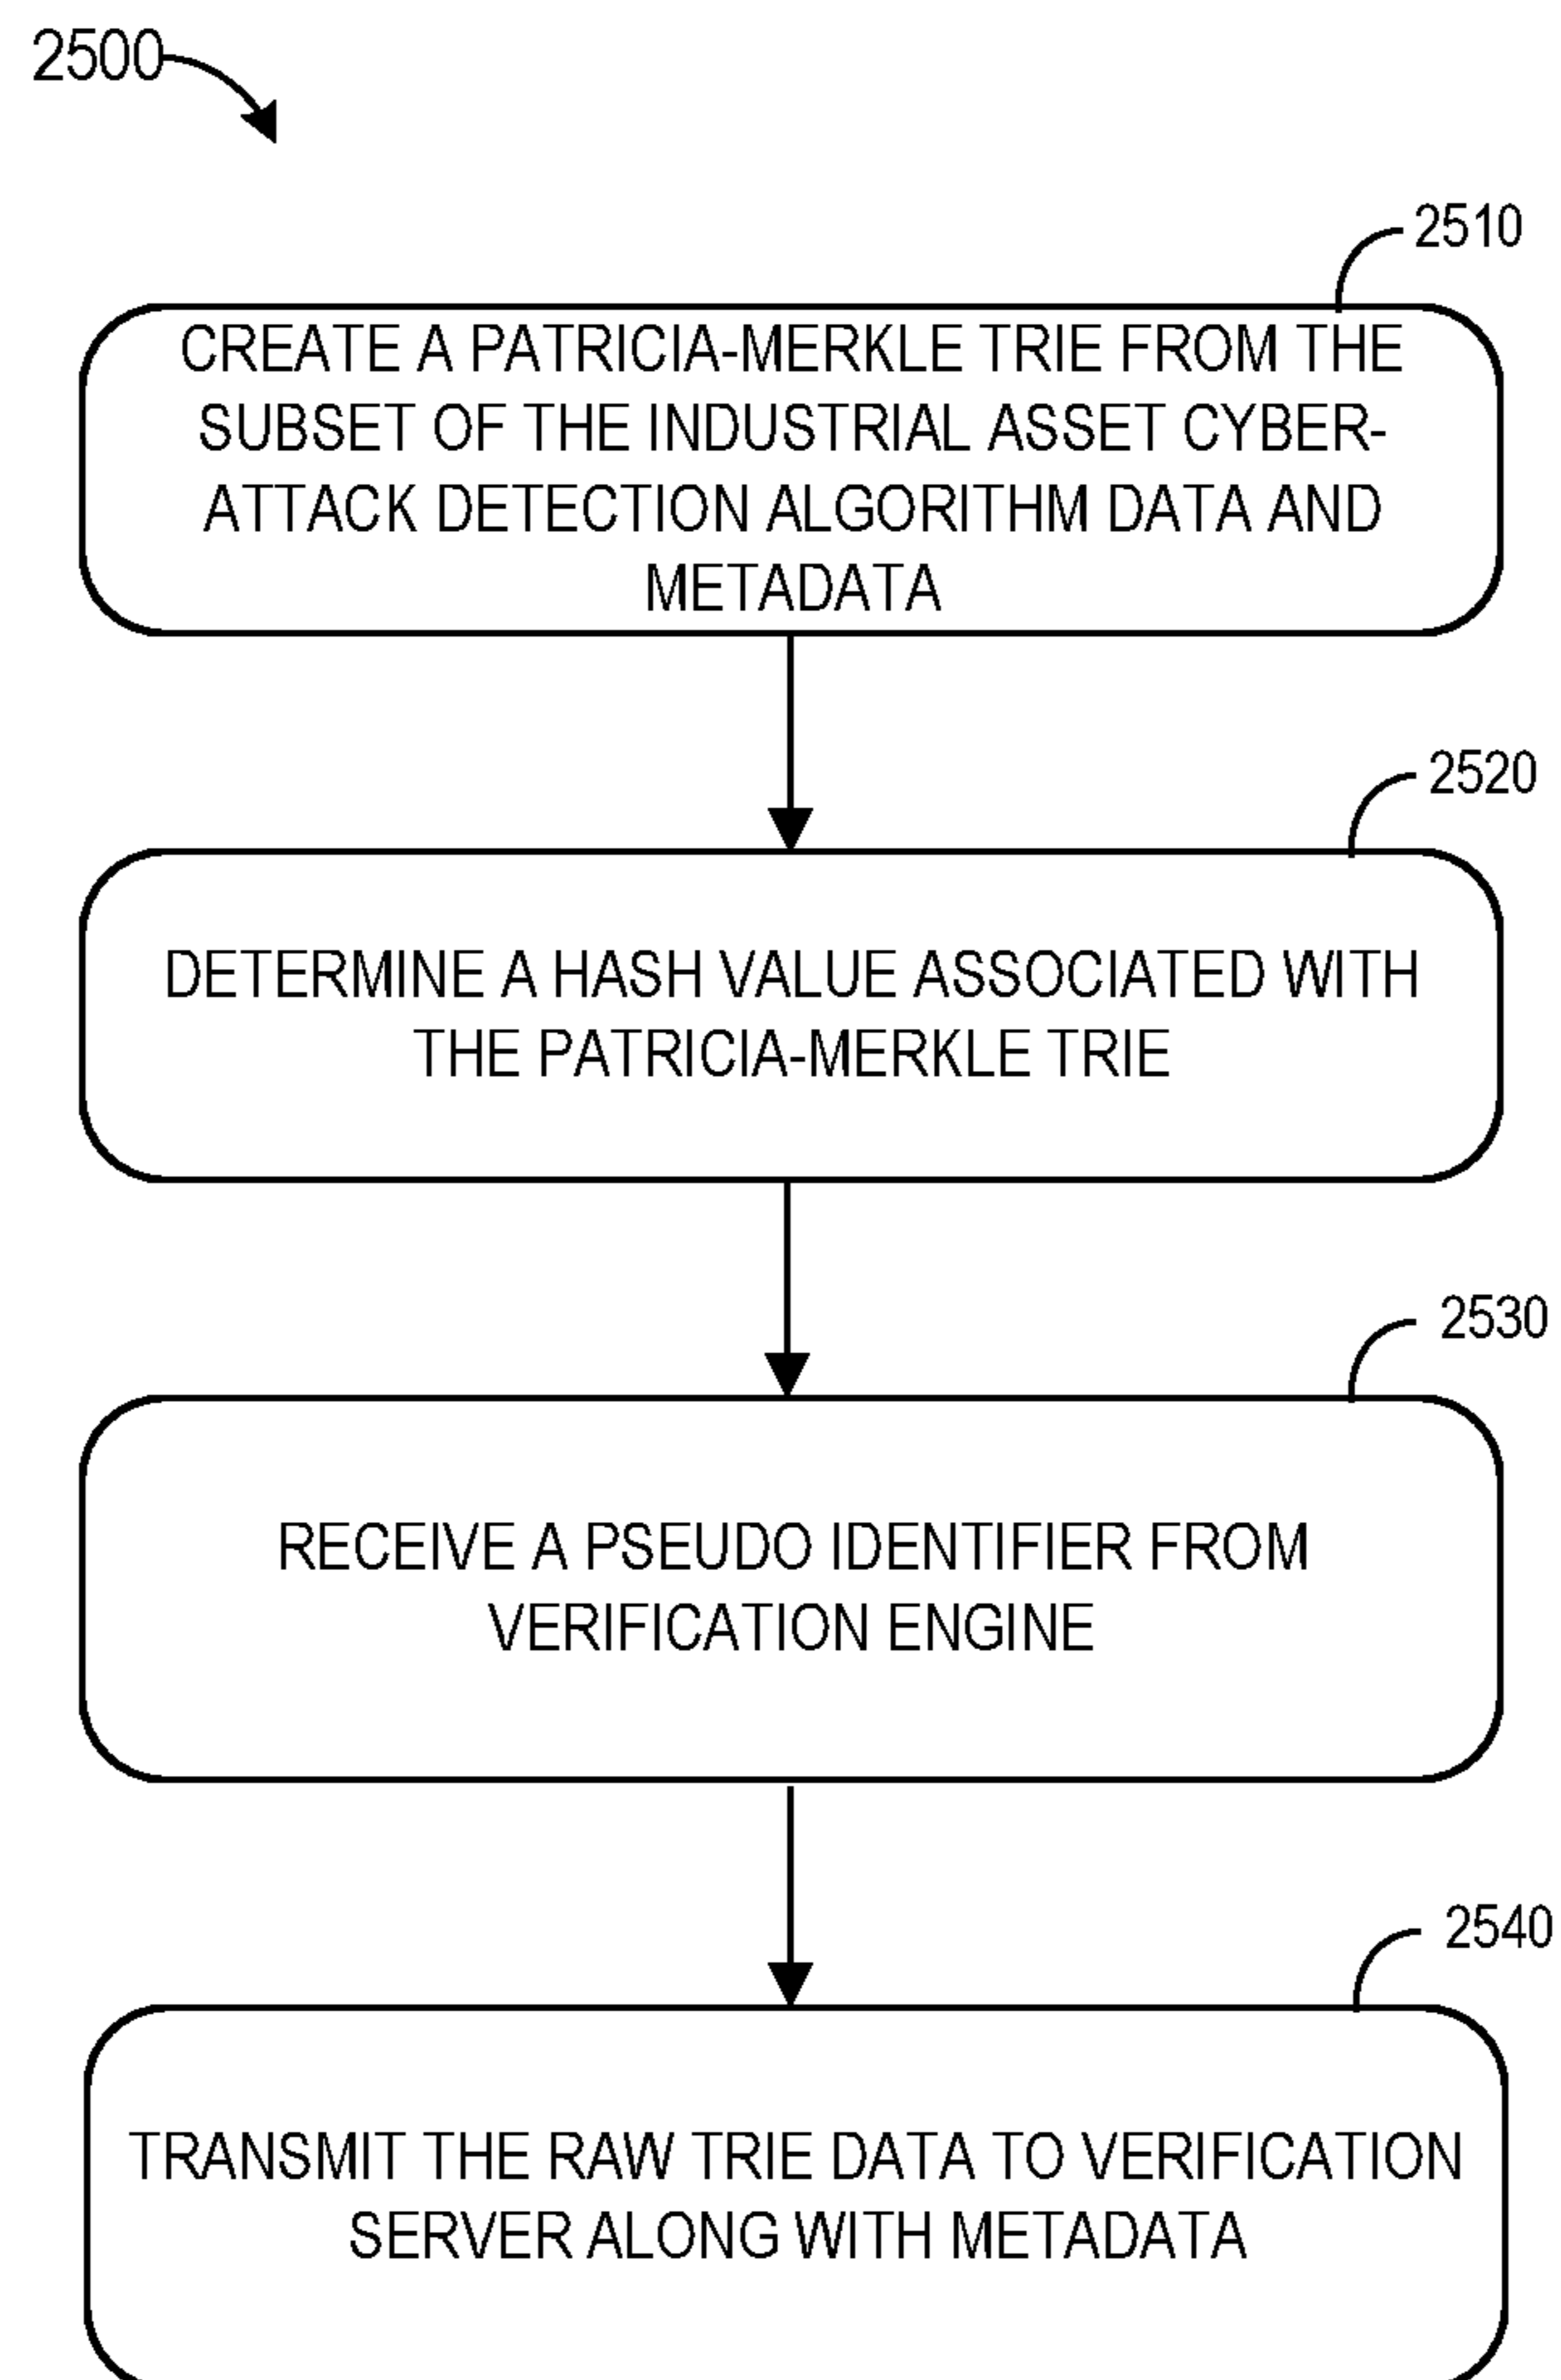 2500
2510
CREATE A PATRICIA-MERKLE TRIE FROM THE
SUBSET OF THE INDUSTRIAL ASSET CYBER-
ATTACK DETECTION ALGORITHM DATA AND
METADATA
2520
DETERMINE A HASH VALUE ASSOCIATED WITH
THE PATRICIA-MERKLE TRIE
2530
RECEIVE A PSEUDO IDENTIFIER FROM
VERIFICATION ENGINE
2540
TRANSMIT THE RAW TRIE DATA TO VERIFICATION
SERVER ALONG WITH METADATA